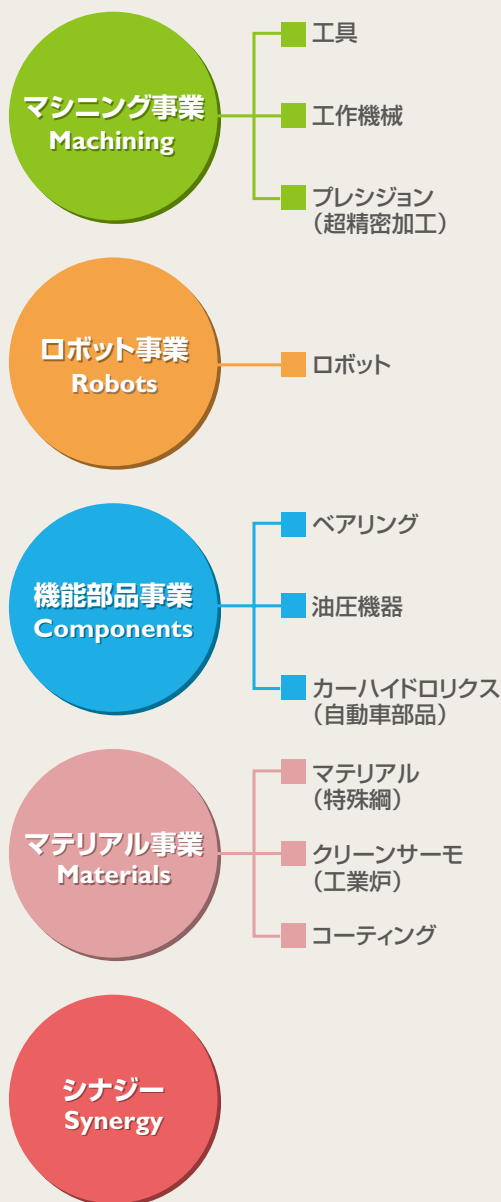 マシニング事業
Machining
工具
工作機械
プレシジョン
（超精密加工）
ロボット事業
Robots
ロボット
機能部品事業
Components
ベアリング
油圧機器
カーハイドロリクス
（自動車部品）
マテリアル事業
Materials
マテリアル
（特殊綱）
クリーンサーモ
（工業炉）
コーティング
シナジー
Synergy